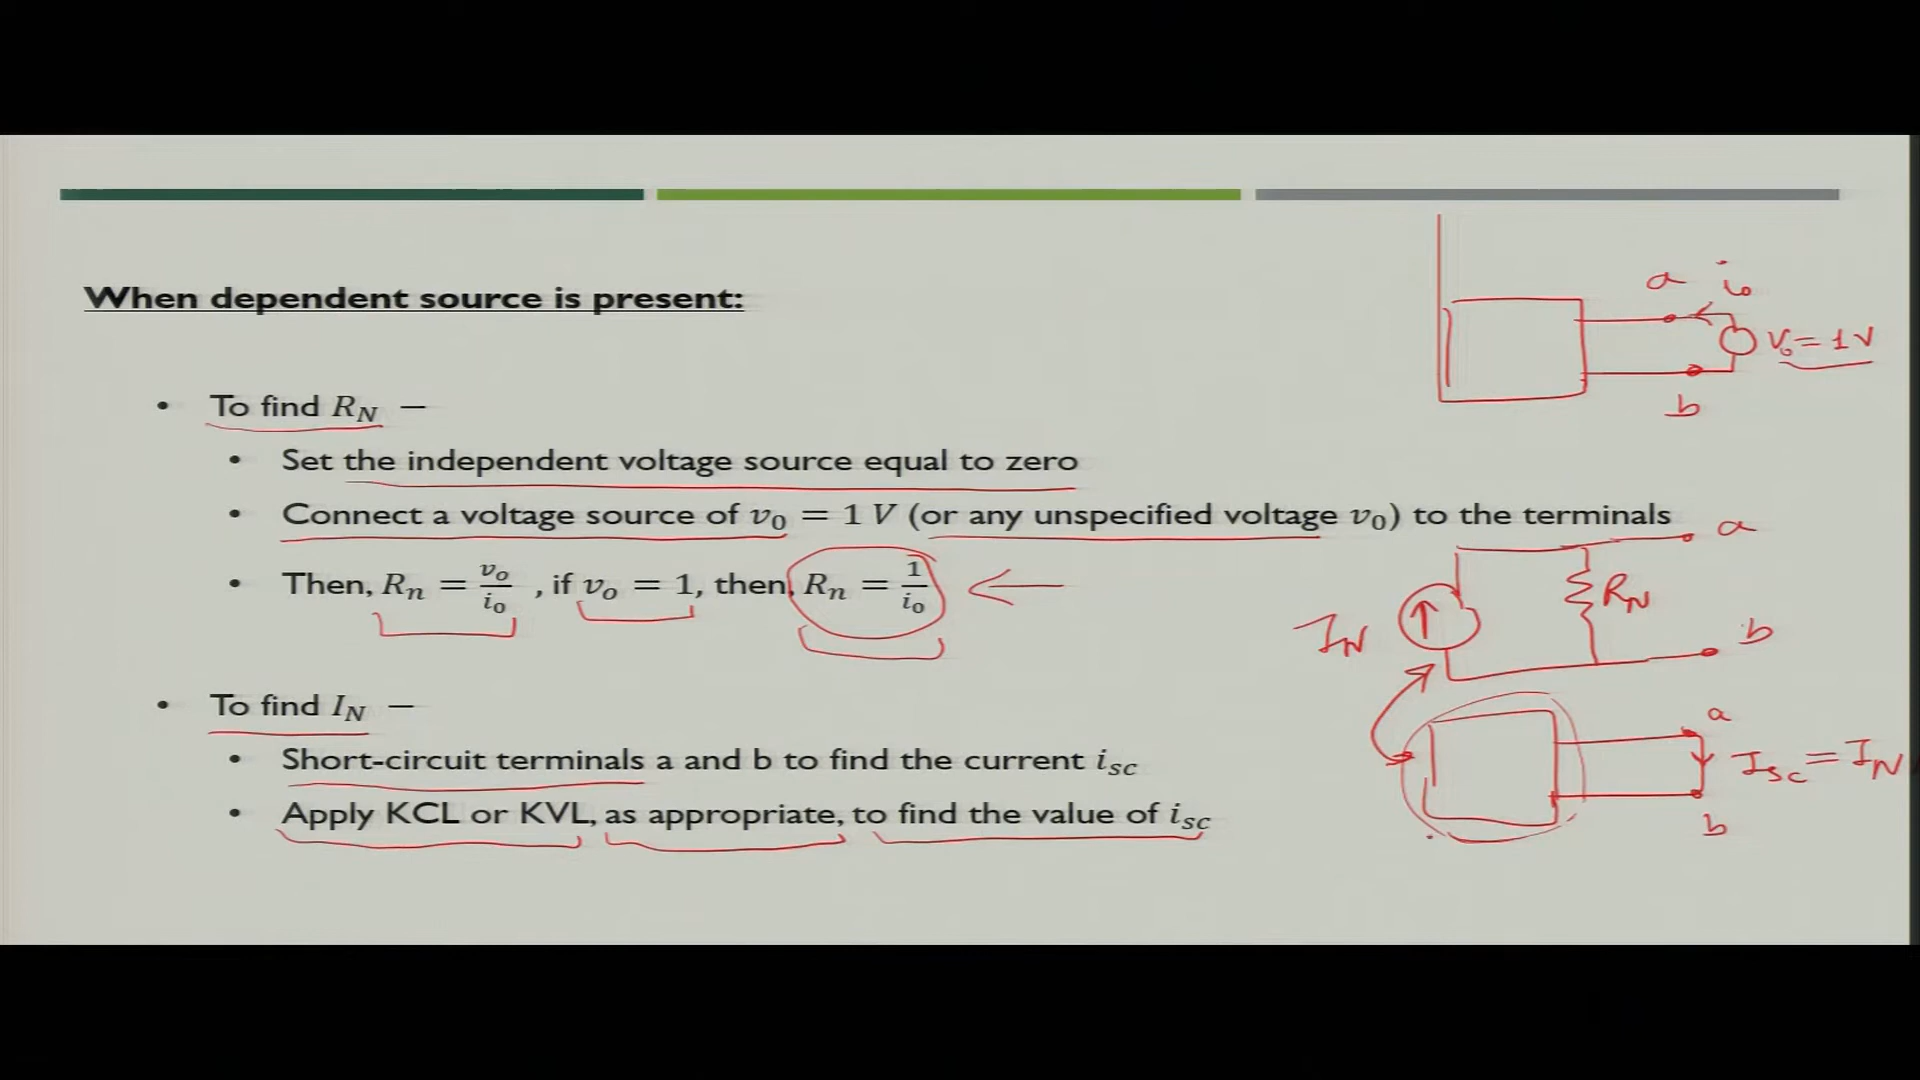 When dependent source is present:
• To find R_N −
• Set the independent voltage source equal to zero
• Connect a voltage source of v_0 = 1 V (or any unspecified voltage v_0) to the terminals
• Then, R_n = v_o/i_0 , if v_o = 1, then, R_n = 1/i_0
• To find I_N −
• Short-circuit terminals a and b to find the current i_sc
• Apply KCL or KVL, as appropriate, to find the value of i_sc
a i_o
V_o = 1 V
b
a
I_N R_N
b
a
I_sc = I_N
b